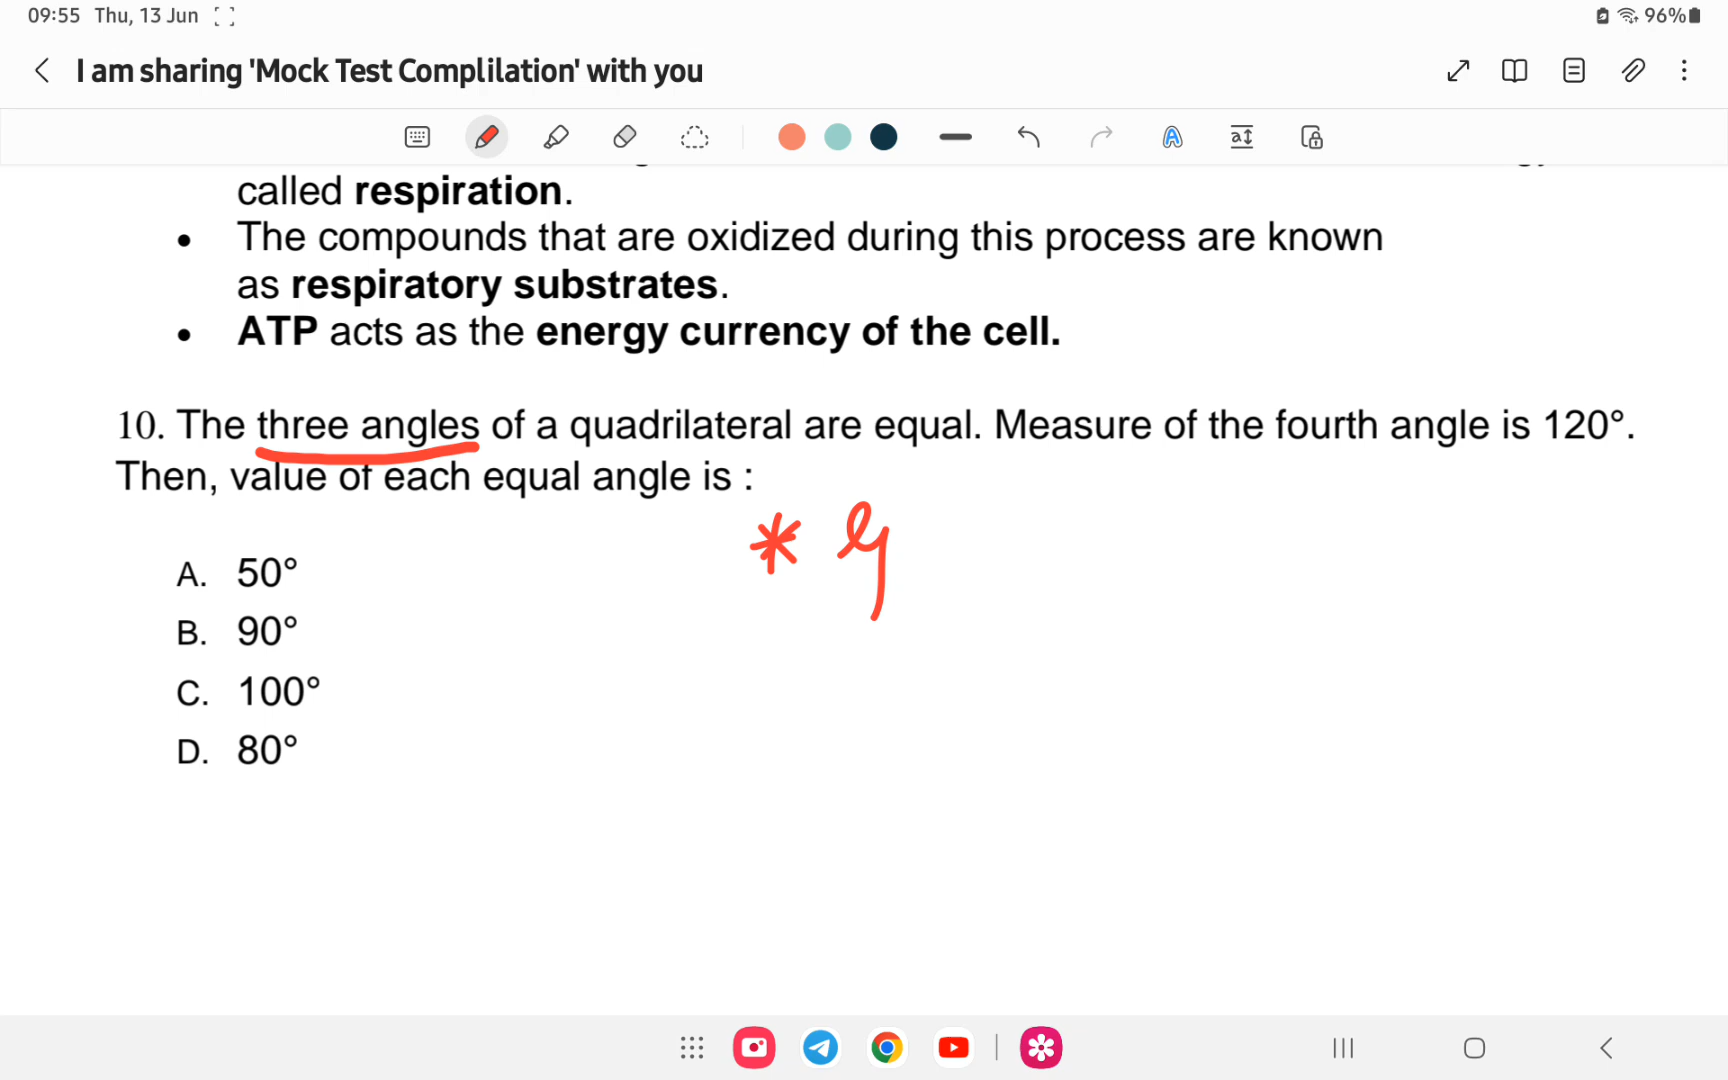 09:55 Thu, 13 Jun
96%
I am sharing 'Mock Test Complilation' with you
called respiration.
• The compounds that are oxidized during this process are known
as respiratory substrates.
• ATP acts as the energy currency of the cell.
10. The three angles of a quadrilateral are equal. Measure of the fourth angle is 120°.
Then, value of each equal angle is :
*
A. 50°
B. 90°
C. 100°
D. 80°